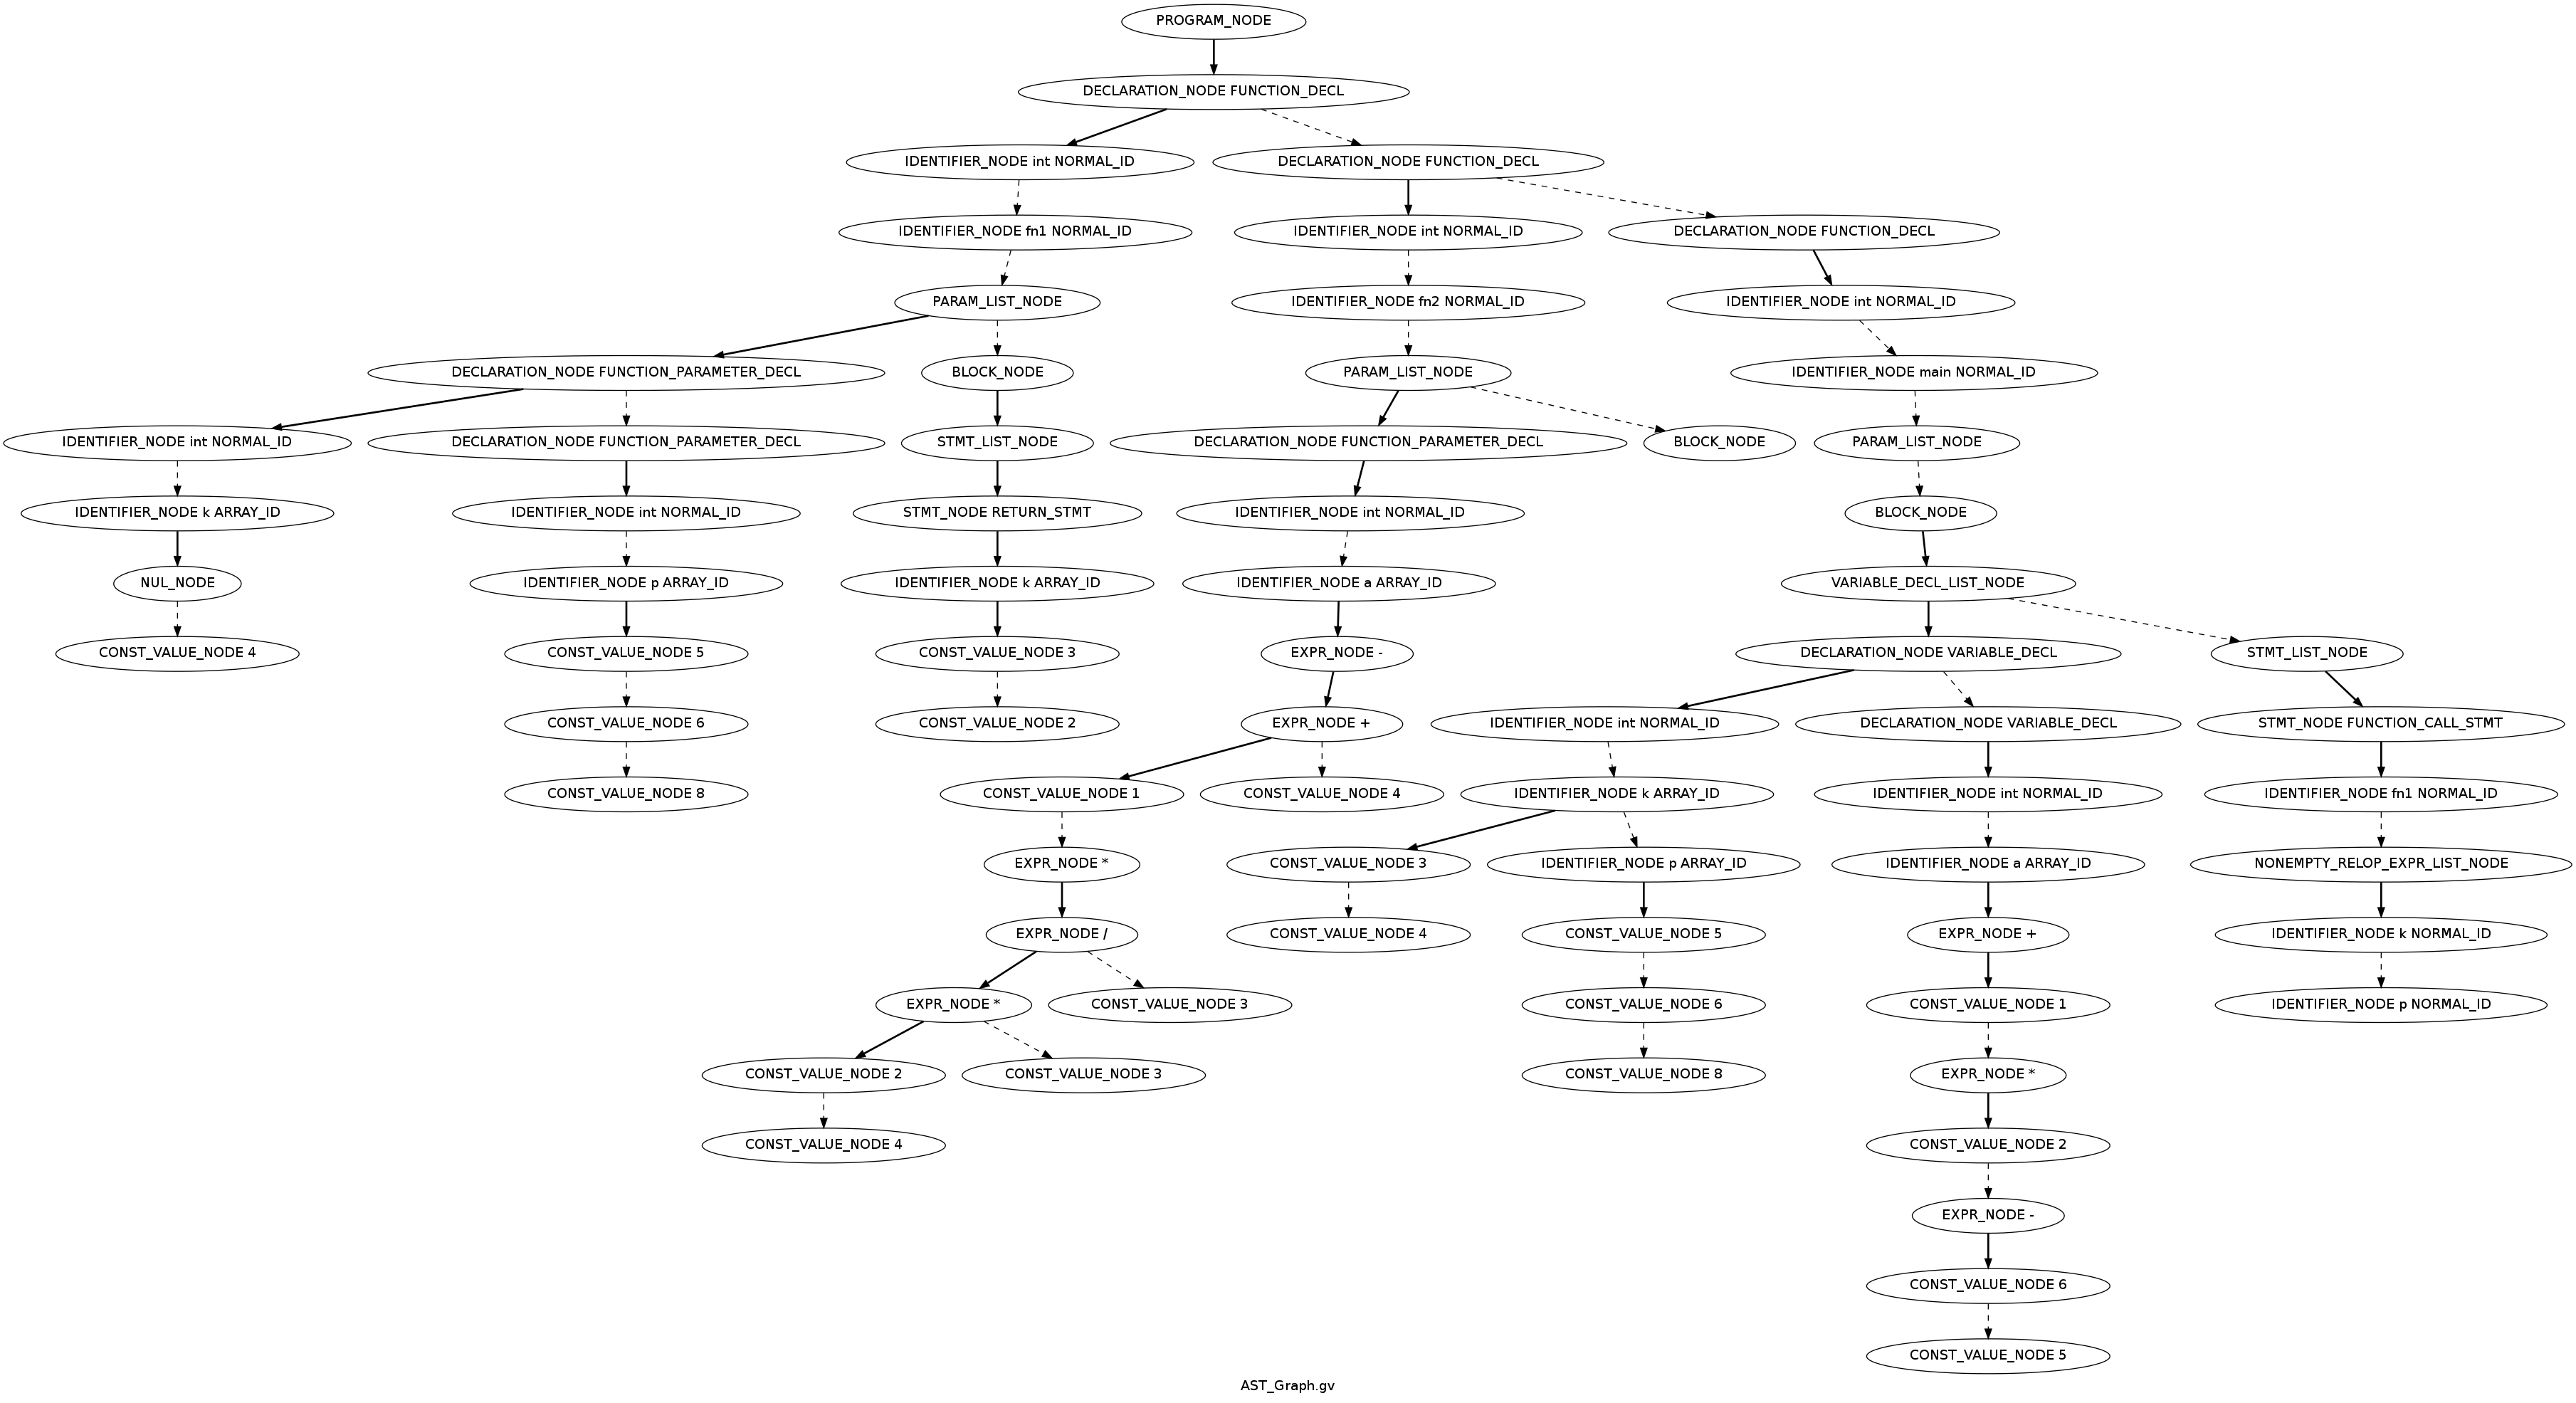 PROGRAM_NODE
DECLARATION_NODE FUNCTION_DECL
IDENTIFIER_NODE int NORMAL_ID
DECLARATION_NODE FUNCTION_DECL
IDENTIFIER_NODE fn1 NORMAL_ID
IDENTIFIER_NODE int NORMAL_ID
DECLARATION_NODE FUNCTION_DECL
PARAM_LIST_NODE
IDENTIFIER_NODE fn2 NORMAL_ID
IDENTIFIER_NODE int NORMAL_ID
DECLARATION_NODE FUNCTION_PARAMETER_DECL
BLOCK_NODE
PARAM_LIST_NODE
IDENTIFIER_NODE main NORMAL_ID
IDENTIFIER_NODE int NORMAL_ID
DECLARATION_NODE FUNCTION_PARAMETER_DECL
STMT_LIST_NODE
DECLARATION_NODE FUNCTION_PARAMETER_DECL
BLOCK_NODE
PARAM_LIST_NODE
IDENTIFIER_NODE k ARRAY_ID
IDENTIFIER_NODE int NORMAL_ID
STMT_NODE RETURN_STMT
IDENTIFIER_NODE int NORMAL_ID
BLOCK_NODE
NUL_NODE
IDENTIFIER_NODE p ARRAY_ID
IDENTIFIER_NODE k ARRAY_ID
IDENTIFIER_NODE a ARRAY_ID
VARIABLE_DECL_LIST_NODE
CONST_VALUE_NODE 4
CONST_VALUE_NODE 5
CONST_VALUE_NODE 3
EXPR_NODE -
DECLARATION_NODE VARIABLE_DECL
STMT_LIST_NODE
CONST_VALUE_NODE 6
CONST_VALUE_NODE 2
EXPR_NODE +
IDENTIFIER_NODE int NORMAL_ID
DECLARATION_NODE VARIABLE_DECL
STMT_NODE FUNCTION_CALL_STMT
CONST_VALUE_NODE 8
CONST_VALUE_NODE 1
CONST_VALUE_NODE 4
IDENTIFIER_NODE k ARRAY_ID
IDENTIFIER_NODE int NORMAL_ID
IDENTIFIER_NODE fn1 NORMAL_ID
EXPR_NODE *
CONST_VALUE_NODE 3
IDENTIFIER_NODE p ARRAY_ID
IDENTIFIER_NODE a ARRAY_ID
NONEMPTY_RELOP_EXPR_LIST_NODE
EXPR_NODE /
CONST_VALUE_NODE 4
CONST_VALUE_NODE 5
EXPR_NODE +
IDENTIFIER_NODE k NORMAL_ID
EXPR_NODE *
CONST_VALUE_NODE 3
CONST_VALUE_NODE 6
CONST_VALUE_NODE 1
IDENTIFIER_NODE p NORMAL_ID
CONST_VALUE_NODE 2
CONST_VALUE_NODE 3
CONST_VALUE_NODE 8
EXPR_NODE *
CONST_VALUE_NODE 4
CONST_VALUE_NODE 2
EXPR_NODE -
CONST_VALUE_NODE 6
CONST_VALUE_NODE 5
AST_Graph.gv